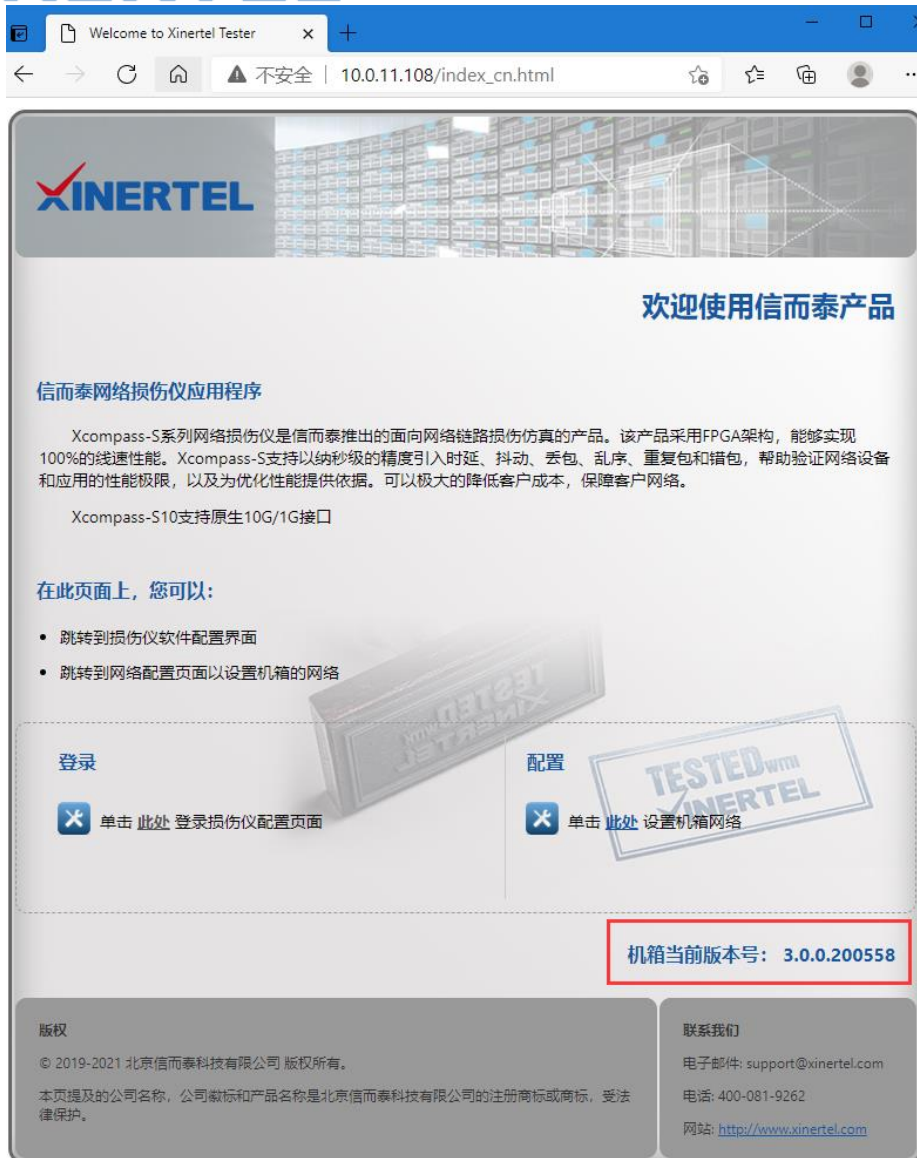 Welcome to Xinertel Tester
不安全 | 10.0.11.108/index_cn.html
XINERTEL
欢迎使用信而泰产品
信而泰网络损伤仪应用程序
Xcompass-S系列网络损伤仪是信而泰推出的面向网络链路损伤仿真的产品。该产品采用FPGA架构，能够实现
100%的线速性能。Xcompass-S支持以纳秒级的精度引入时延、抖动、丢包、乱序、重复包和错包，帮助验证网络设备
和应用的性能极限，以及为优化性能提供依据。可以极大的降低客户成本，保障客户网络。
Xcompass-S10支持原生10G/1G接口
在此页面上，您可以：
• 跳转到损伤仪软件配置界面
• 跳转到网络配置页面以设置机箱的网络
TESTED with
XINERTEL
登录
单击 此处 登录损伤仪配置页面
配置
单击 此处 设置机箱网络
TESTED with
XINERTEL
机箱当前版本号： 3.0.0.200558
版权
© 2019-2021 北京信而泰科技有限公司 版权所有。
本页提及的公司名称，公司徽标和产品名称是北京信而泰科技有限公司的注册商标或商标，受法
律保护。
联系我们
电子邮件: support@xinertel.com
电话: 400-081-9262
网站: http://www.xinertel.com